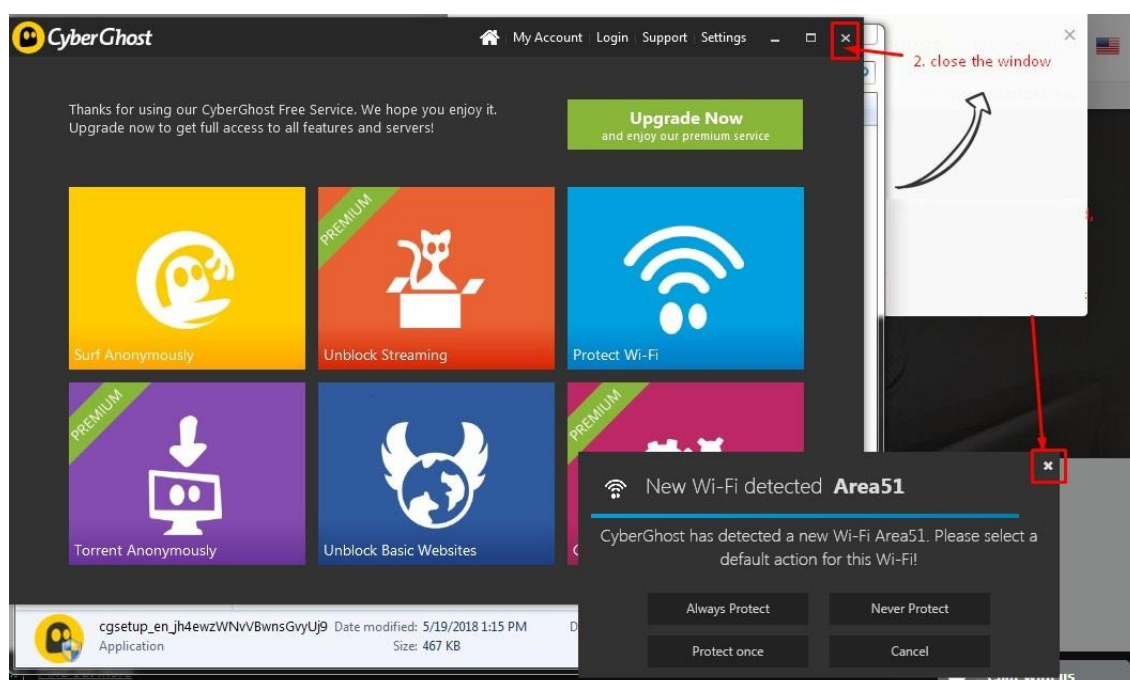 CyberGhost
My Account Login Support Settings
2. close the window
Thanks for using our CyberGhost Free Service. We hope you enjoy it.
Upgrade now to get full access to all features and servers!
Upgrade Now
and enjoy our premium service
Surf Anonymously
PREMIUM
Unblock Streaming
Protect Wi-Fi
PREMIUM
Torrent Anonymously
Unblock Basic Websites
PREMIUM
New Wi-Fi detected Area51
CyberGhost has detected a new Wi-Fi Area51. Please select a
default action for this Wi-Fi!
Always Protect
Never Protect
Protect once
Cancel
cgsetup_en_jh4ewzWNvVBwnsGvyUj9 Date modified: 5/19/2018 1:15 PM
Application Size: 467 KB